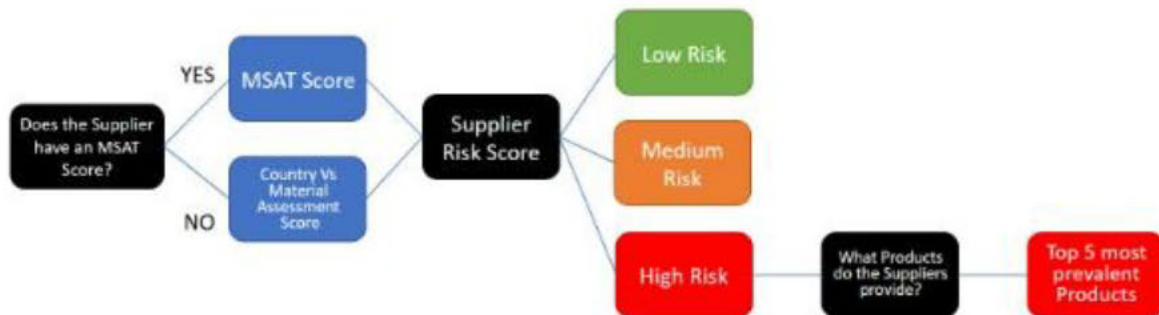 Does the Supplier
have an MSAT
Score?
YES
MSAT Score
NO
Country Vs
Material
Assessment
Score
Supplier
Risk Score
Low Risk
Medium
Risk
High Risk
What Products
do the Suppliers
provide?
Top 5 most
prevalent
Products